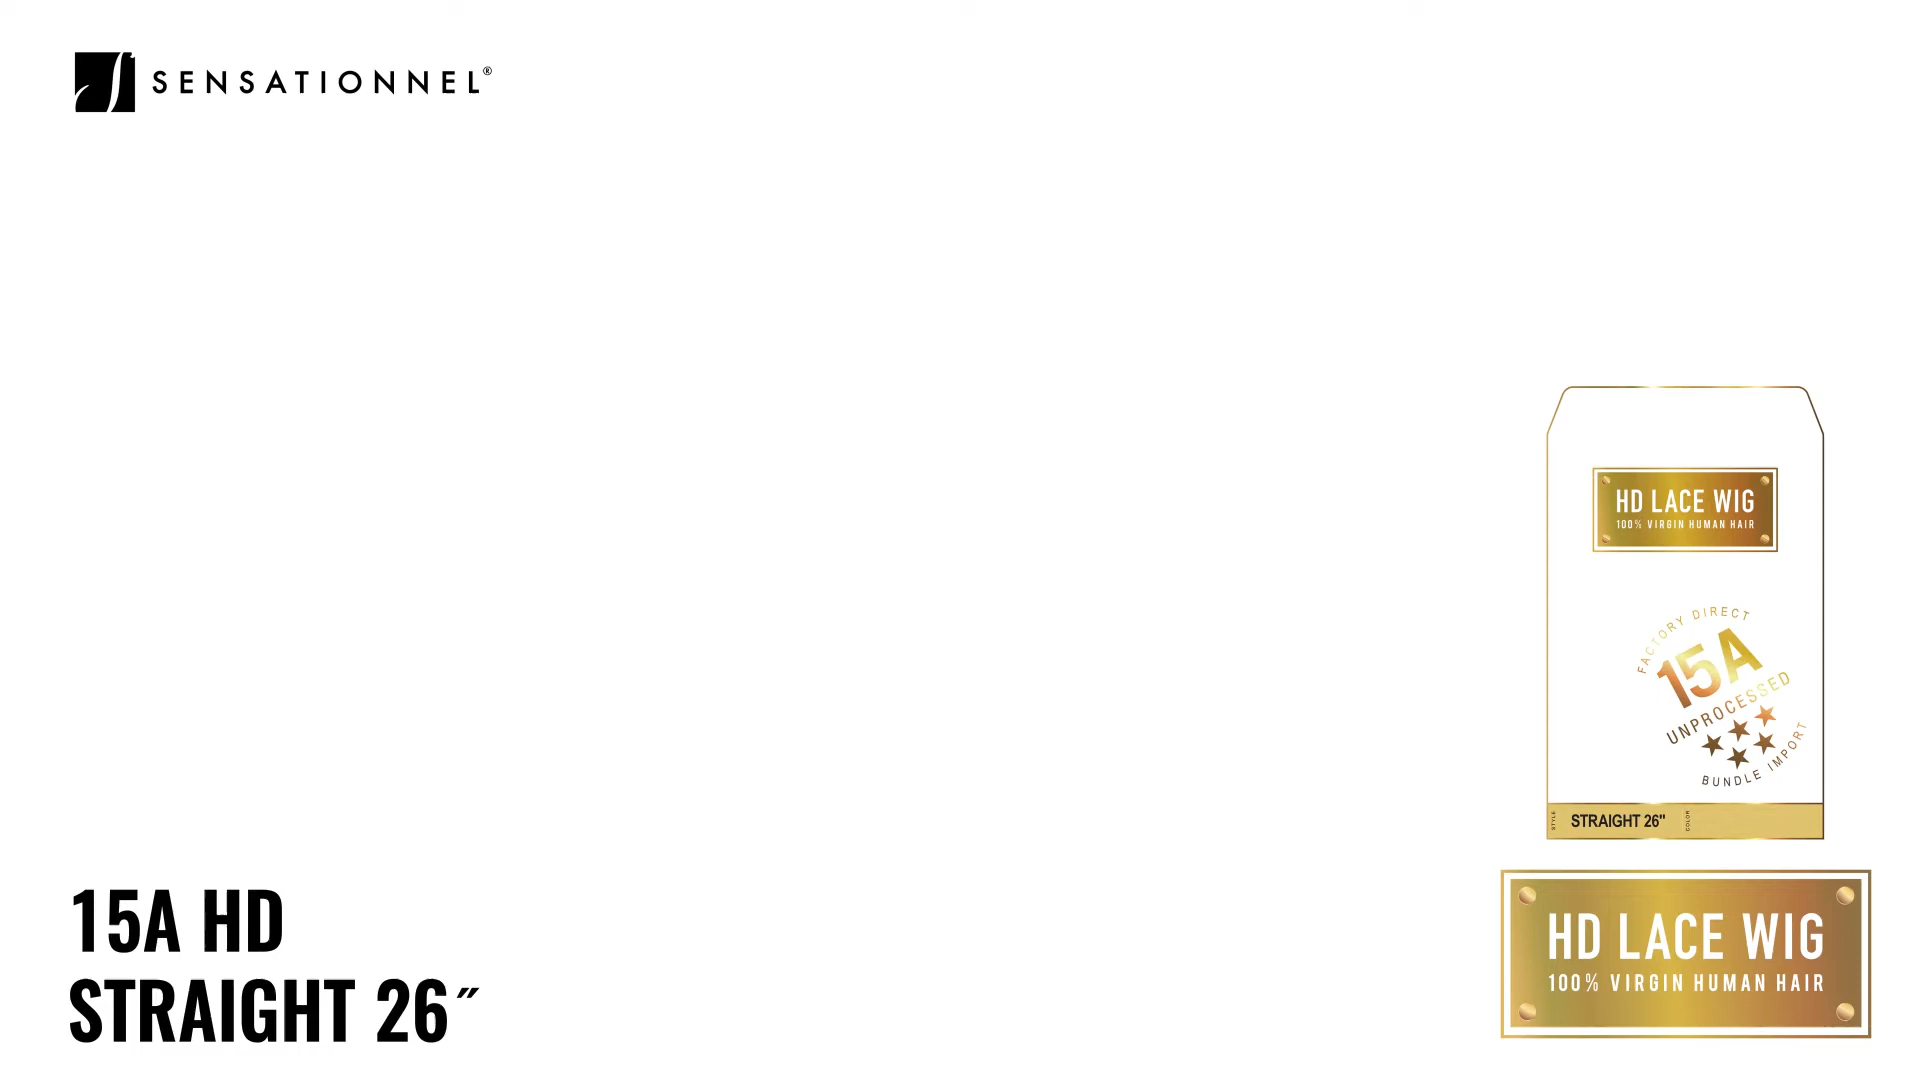 SENSATIONNEL®
HD LACE WIG
100% VIRGIN HUMAN HAIR
FACTORY DIRECT
15A
UNPROCESSED
BUNDLE IMPORT
STYLE
STRAIGHT 26"
COLOR
15A HD
STRAIGHT 26″
HD LACE WIG
100% VIRGIN HUMAN HAIR